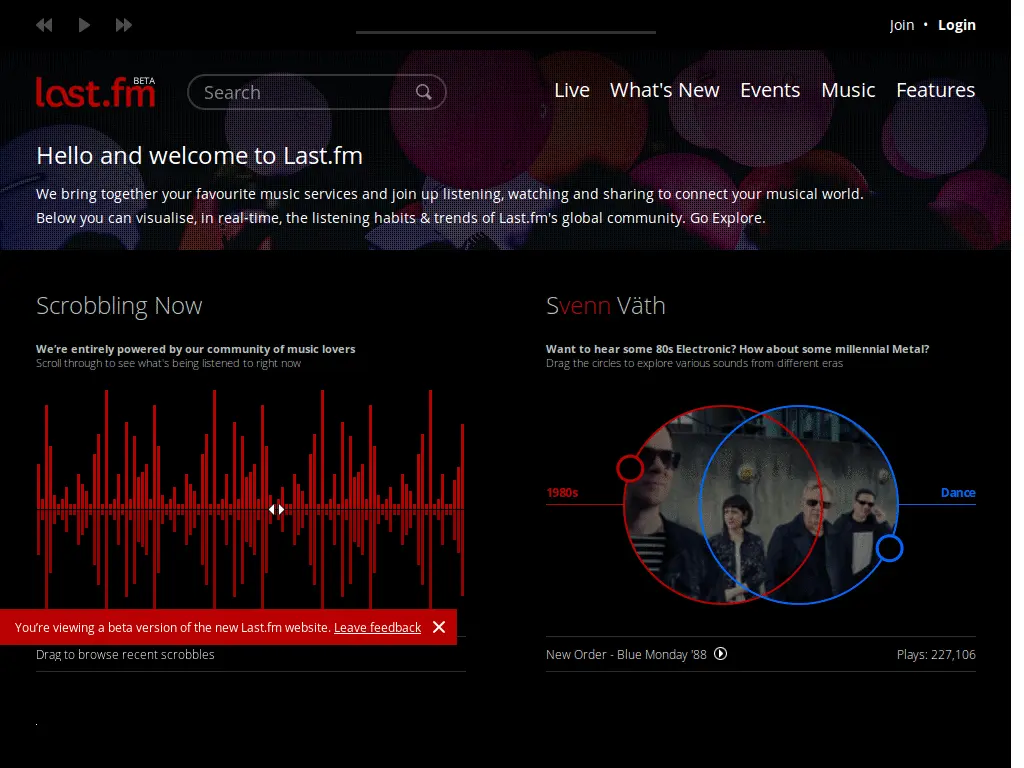 Join • Login
last.fm BETA
Search
Live What's New Events Music Features
Hello and welcome to Last.fm
We bring together your favourite music services and join up listening, watching and sharing to connect your musical world.
Below you can visualise, in real-time, the listening habits & trends of Last.fm's global community. Go Explore.
Scrobbling Now
We're entirely powered by our community of music lovers
Scroll through to see what's being listened to right now
You're viewing a beta version of the new Last.fm website. Leave feedback
Drag to browse recent scrobbles
Svenn Väth
Want to hear some 80s Electronic? How about some millennial Metal?
Drag the circles to explore various sounds from different eras
1980s
Dance
New Order - Blue Monday '88
Plays: 227,106